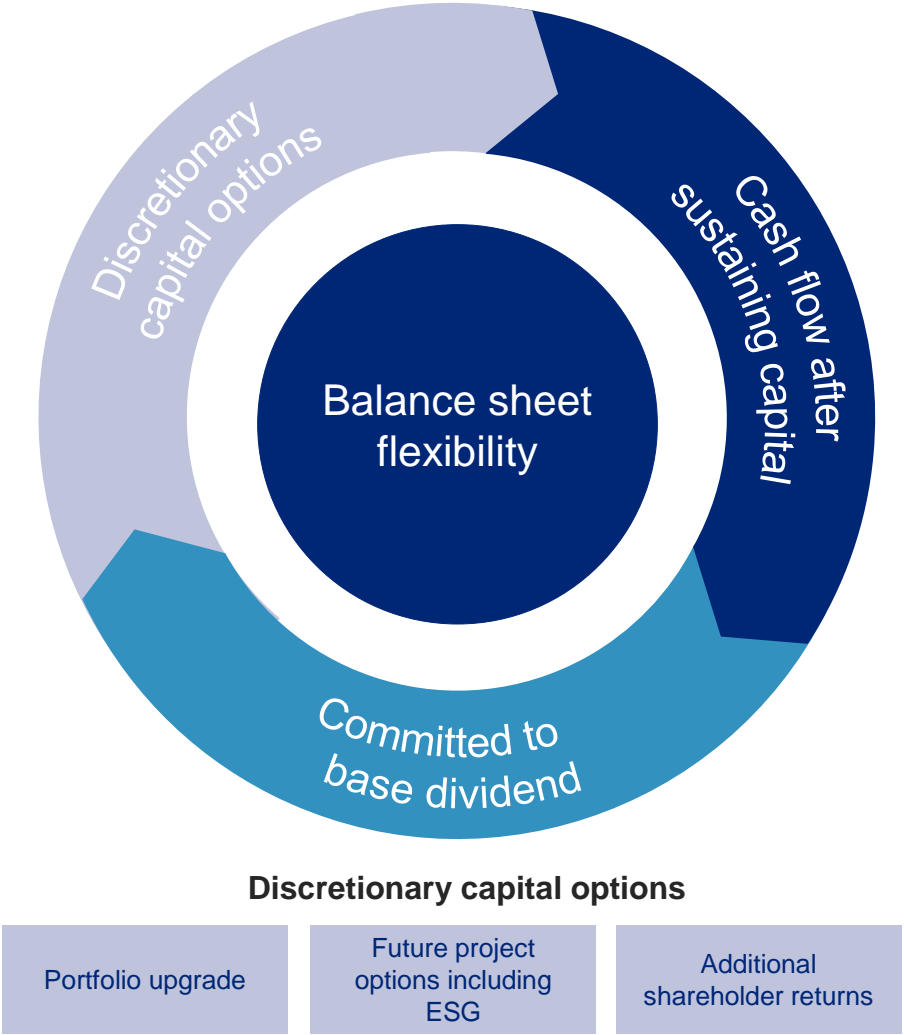 Discretionary
capital options
Cash flow after
sustaining capital
Balance sheet
flexibility
Committed to
base dividend
Discretionary capital options
Portfolio upgrade
Future project
options including
ESG
Additional
shareholder returns